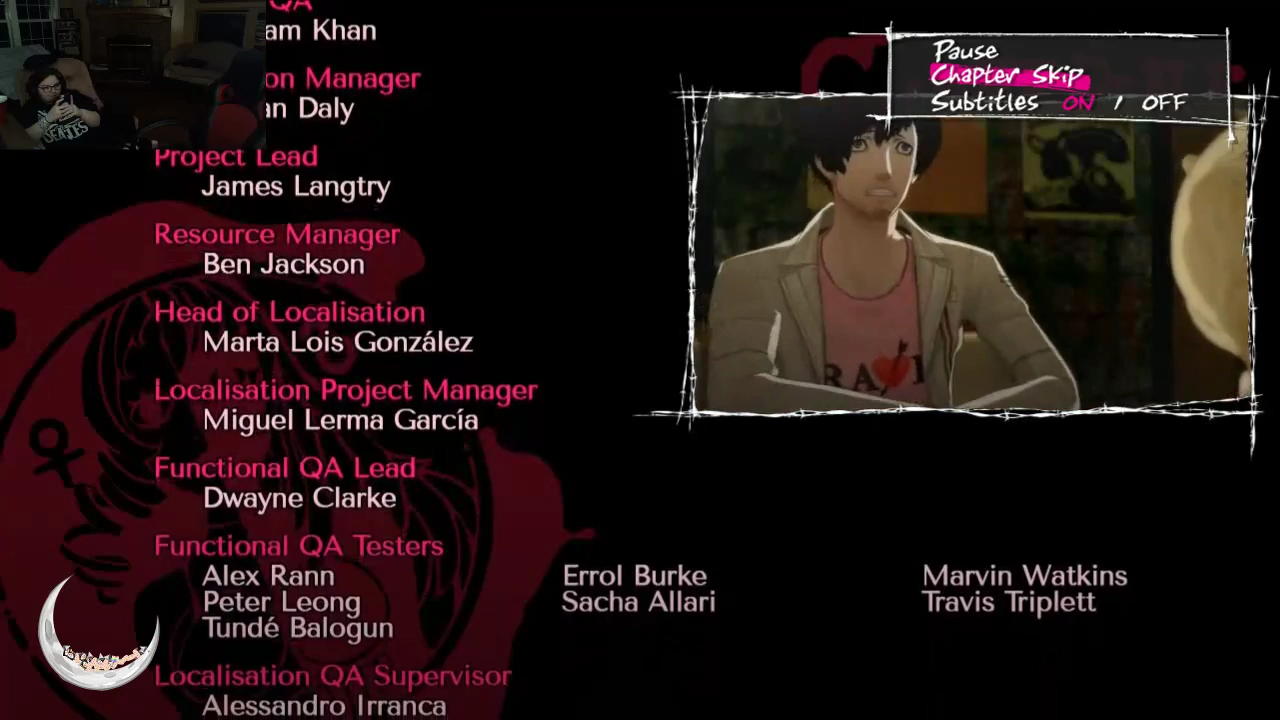 QA
am Khan
on Manager
an Daly
Project Lead
James Langtry
Resource Manager
Ben Jackson
Head of Localisation
Marta Lois González
Localisation Project Manager
Miguel Lerma García
Functional QA Lead
Dwayne Clarke
Functional QA Testers
Alex Rann
Errol Burke
Marvin Watkins
Peter Leong
Sacha Allari
Travis Triplett
Tundé Balogun
Localisation QA Supervisor
Alessandro Irranca
Pause
Chapter Skip
Subtitles ON / OFF